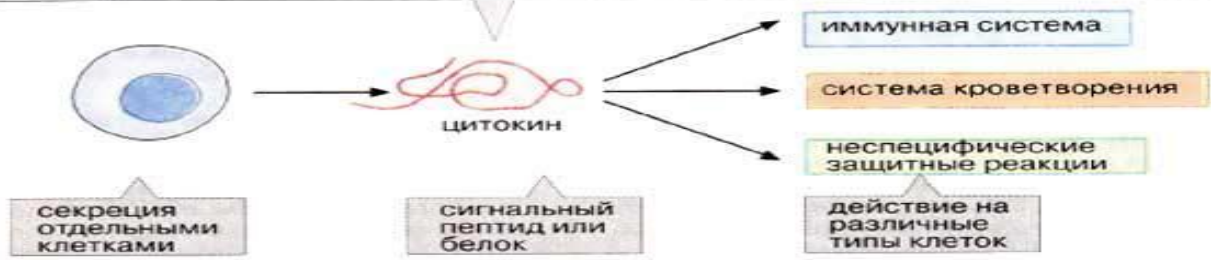 иммунная система
система кроветворения
цитокин
неспецифические
защитные реакции
секреция
отдельными
клетками
сигнальный
пептид или
белок
действие на
различные
типы клеток